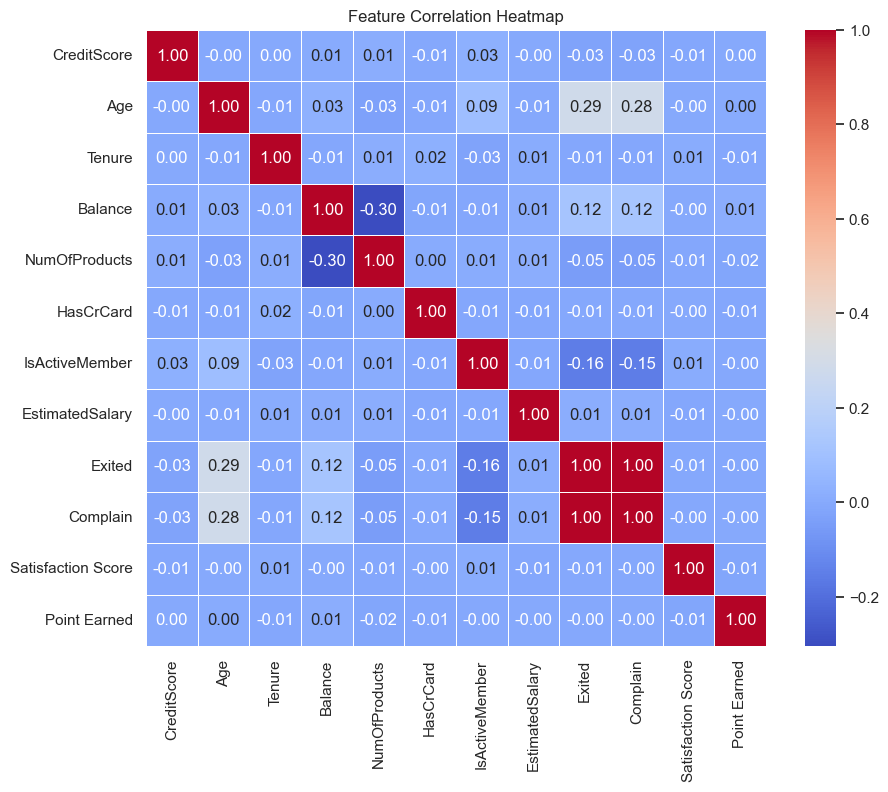 Feature Correlation Heatmap
CreditScore 1.00 -0.00 0.00 0.01 0.01 -0.01 0.03 -0.00 -0.03 -0.03 -0.01 0.00
Age -0.00 1.00 -0.01 0.03 -0.03 -0.01 0.09 -0.01 0.29 0.28 -0.00 0.00
Tenure 0.00 -0.01 1.00 -0.01 0.01 0.02 -0.03 0.01 -0.01 -0.01 0.01 -0.01
Balance 0.01 0.03 -0.01 1.00 -0.30 -0.01 -0.01 0.01 0.12 0.12 -0.00 0.01
NumOfProducts 0.01 -0.03 0.01 -0.30 1.00 0.00 0.01 0.01 -0.05 -0.05 -0.01 -0.02
HasCrCard -0.01 -0.01 0.02 -0.01 0.00 1.00 -0.01 -0.01 -0.01 -0.01 -0.00 -0.01
IsActiveMember 0.03 0.09 -0.03 -0.01 0.01 -0.01 1.00 -0.01 -0.16 -0.15 0.01 -0.00
EstimatedSalary -0.00 -0.01 0.01 0.01 0.01 -0.01 -0.01 1.00 0.01 0.01 -0.01 -0.00
Exited -0.03 0.29 -0.01 0.12 -0.05 -0.01 -0.16 0.01 1.00 1.00 -0.01 -0.00
Complain -0.03 0.28 -0.01 0.12 -0.05 -0.01 -0.15 0.01 1.00 1.00 -0.00 -0.00
Satisfaction Score -0.01 -0.00 0.01 -0.00 -0.01 -0.00 0.01 -0.01 -0.01 -0.00 1.00 -0.01
Point Earned 0.00 0.00 -0.01 0.01 -0.02 -0.01 -0.00 -0.00 -0.00 -0.00 -0.01 1.00
CreditScore
Age
Tenure
Balance
NumOfProducts
HasCrCard
IsActiveMember
EstimatedSalary
Exited
Complain
Satisfaction Score
Point Earned
1.0
0.8
0.6
0.4
0.2
0.0
−0.2